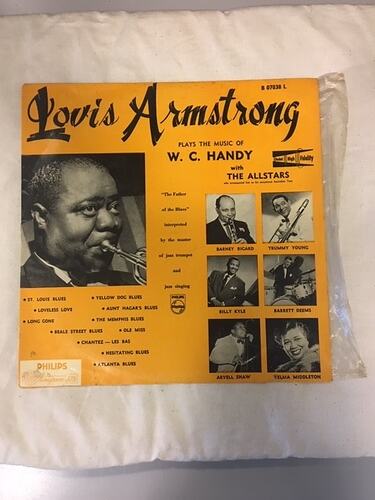 B 07038 L
Louis Armstrong
PLAYS THE MUSIC OF
W. C. HANDY
High Fidelity
with
THE ALLSTARS
"The Father
of the Blues"
interpreted
by the master
of jazz trumpet
and
jazz singing
PHILIPS
BARNEY BIGARD
TRUMMY YOUNG
BILLY KYLE
BARRETT DEEMS
ARVELL SHAW
VELMA MIDDLETON
ST. LOUIS BLUES
YELLOW DOG BLUES
LOVELESS LOVE
AUNT HAGAR'S BLUES
LONG GONE
THE MEMPHIS BLUES
BEALE STREET BLUES
OLE MISS
CHANTEZ — LES BAS
HESITATING BLUES
ATLANTA BLUES
PHILIPS